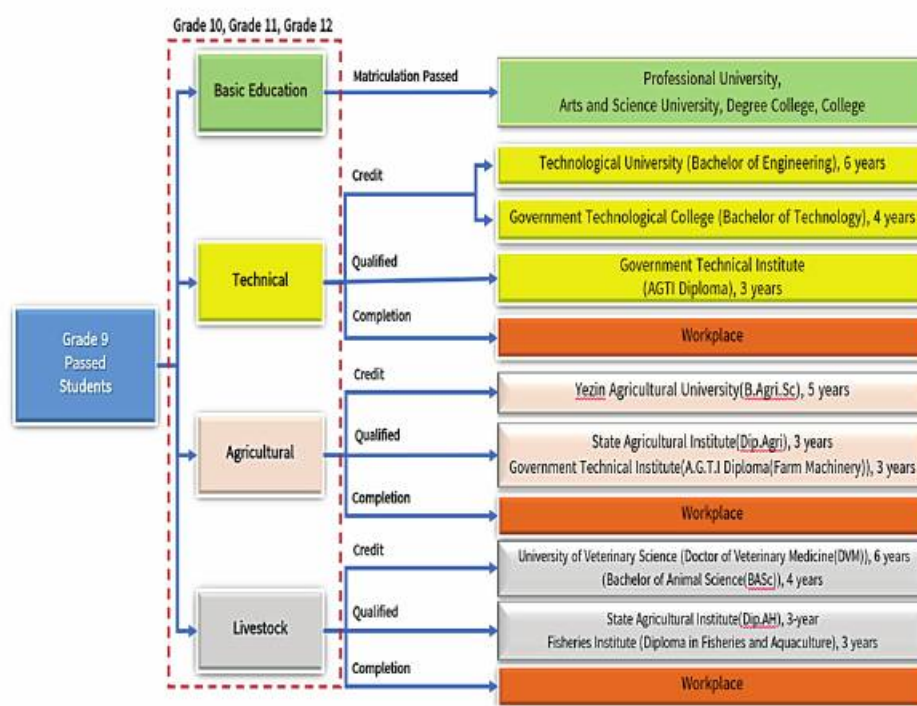 Grade 10, Grade 11, Grade 12
Grade 9
Passed
Students
Basic Education
Matriculation Passed
Professional University,
Arts and Science University, Degree College, College
Technical
Credit
Technological University (Bachelor of Engineering), 6 years
Government Technological College (Bachelor of Technology), 4 years
Qualified
Government Technical Institute
(AGTI Diploma), 3 years
Completion
Workplace
Agricultural
Credit
Yezin Agricultural University(B.Agri.Sc), 5 years
Qualified
State Agricultural Institute(Dip.Agri), 3 years
Government Technical Institute(A.G.T.I Diploma(Farm Machinery)), 3 years
Completion
Workplace
Livestock
Credit
University of Veterinary Science (Doctor of Veterinary Medicine(DVM)), 6 years
(Bachelor of Animal Science(BASc)), 4 years
Qualified
State Agricultural Institute(Dip.AH), 3-year
Fisheries Institute (Diploma in Fisheries and Aquaculture), 3 years
Completion
Workplace